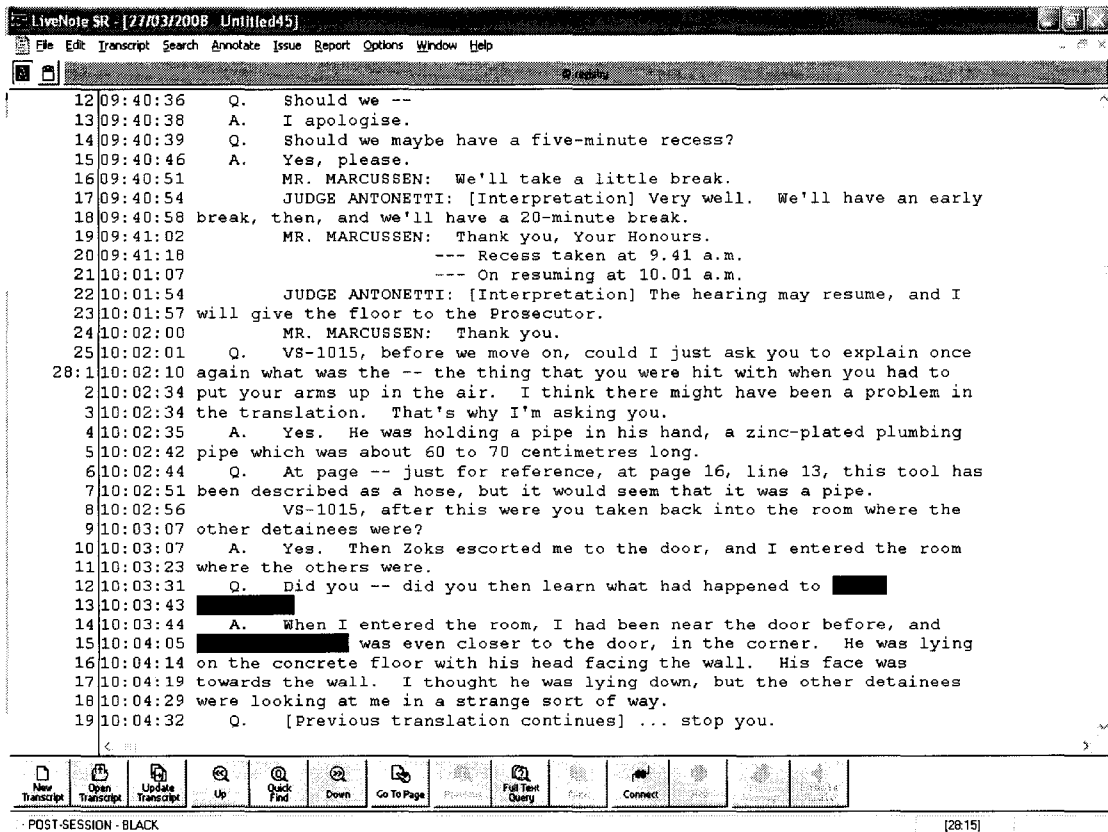 LiveNote SR - [27/03/2008 Untitled45]
File Edit Transcript Search Annotate Issue Report Options Window Help
registry
12 09:40:36 Q. Should we --
13 09:40:38 A. I apologise.
14 09:40:39 Q. Should we maybe have a five-minute recess?
15 09:40:46 A. Yes, please.
16 09:40:51 MR. MARCUSSEN: We'll take a little break.
17 09:40:54 JUDGE ANTONETTI: [Interpretation] Very well. We'll have an early
18 09:40:58 break, then, and we'll have a 20-minute break.
19 09:41:02 MR. MARCUSSEN: Thank you, Your Honours.
20 09:41:18 --- Recess taken at 9.41 a.m.
21 10:01:07 --- On resuming at 10.01 a.m.
22 10:01:54 JUDGE ANTONETTI: [Interpretation] The hearing may resume, and I
23 10:01:57 will give the floor to the Prosecutor.
24 10:02:00 MR. MARCUSSEN: Thank you.
25 10:02:01 Q. VS-1015, before we move on, could I just ask you to explain once
28:1 10:02:10 again what was the -- the thing that you were hit with when you had to
2 10:02:34 put your arms up in the air. I think there might have been a problem in
3 10:02:34 the translation. That's why I'm asking you.
4 10:02:35 A. Yes. He was holding a pipe in his hand, a zinc-plated plumbing
5 10:02:42 pipe which was about 60 to 70 centimetres long.
6 10:02:44 Q. At page -- just for reference, at page 16, line 13, this tool has
7 10:02:51 been described as a hose, but it would seem that it was a pipe.
8 10:02:56 VS-1015, after this were you taken back into the room where the
9 10:03:07 other detainees were?
10 10:03:07 A. Yes. Then Zoks escorted me to the door, and I entered the room
11 10:03:23 where the others were.
12 10:03:31 Q. Did you -- did you then learn what had happened to
13 10:03:43
14 10:03:44 A. When I entered the room, I had been near the door before, and
15 10:04:05 was even closer to the door, in the corner. He was lying
16 10:04:14 on the concrete floor with his head facing the wall. His face was
17 10:04:19 towards the wall. I thought he was lying down, but the other detainees
18 10:04:29 were looking at me in a strange sort of way.
19 10:04:32 Q. [Previous translation continues] ... stop you.
New Transcript Open Transcript Update Transcript Up Quick Find Down Go To Page Full Text Query Connect
- POST-SESSION - BLACK [28:15]